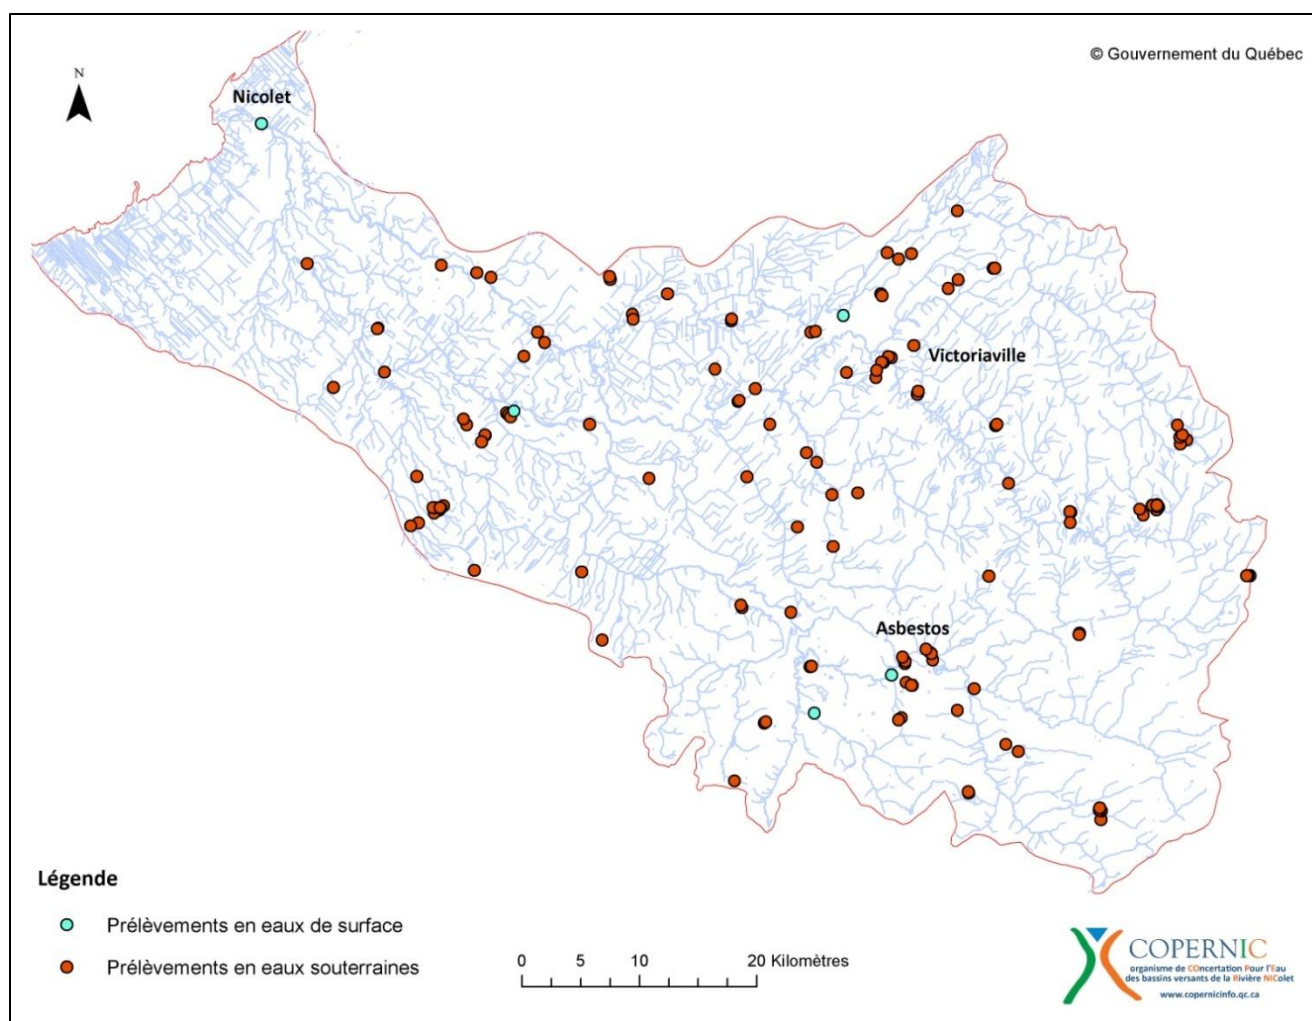 © Gouvernement du Québec
N
Nicolet
Victoriaville
Asbestos
Légende
Prélèvements en eaux de surface
Prélèvements en eaux souterraines
0 5 10 20 Kilomètres
COPERNIC
organisme de COncertation Pour l'Eau
des bassins versants de la Rivière NIColet
www.copernicinfo.qc.ca